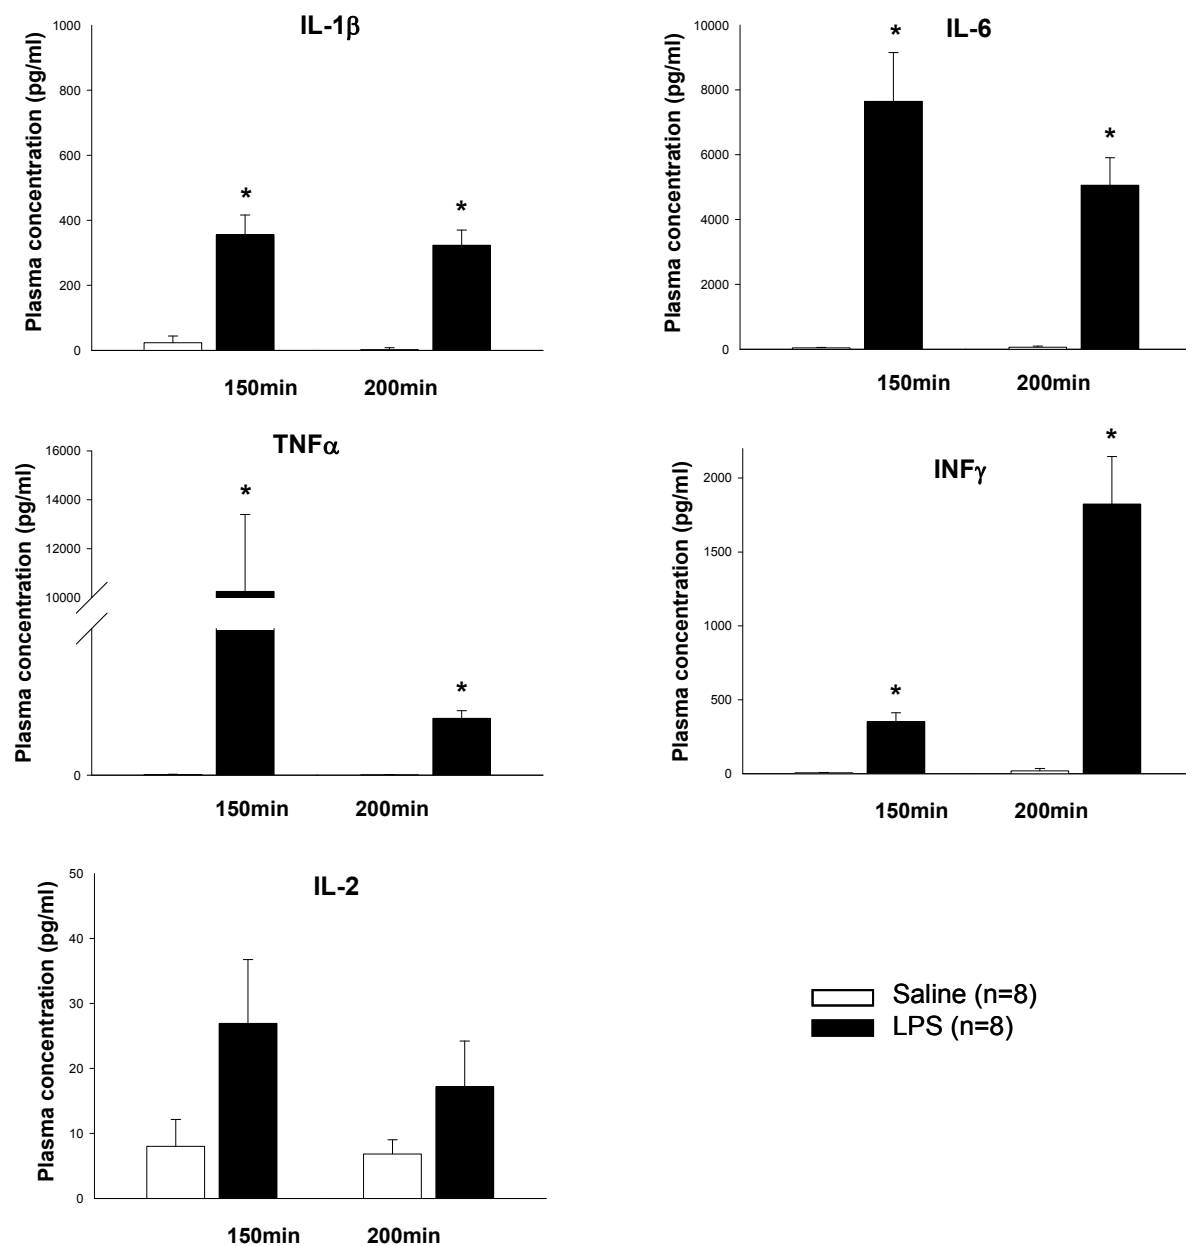 IL-1β
Plasma concentration (pg/ml)
1000
800
600
400
200
0
*
*
150min 200min
IL-6
Plasma concentration (pg/ml)
10000
8000
6000
4000
2000
0
*
*
150min 200min
TNFα
Plasma concentration (pg/ml)
16000
14000
12000
10000
0
*
*
150min 200min
INFγ
Plasma concentration (pg/ml)
2000
1500
1000
500
0
*
*
150min 200min
IL-2
Plasma concentration (pg/ml)
50
40
30
20
10
0
150min 200min
Saline (n=8)
LPS (n=8)